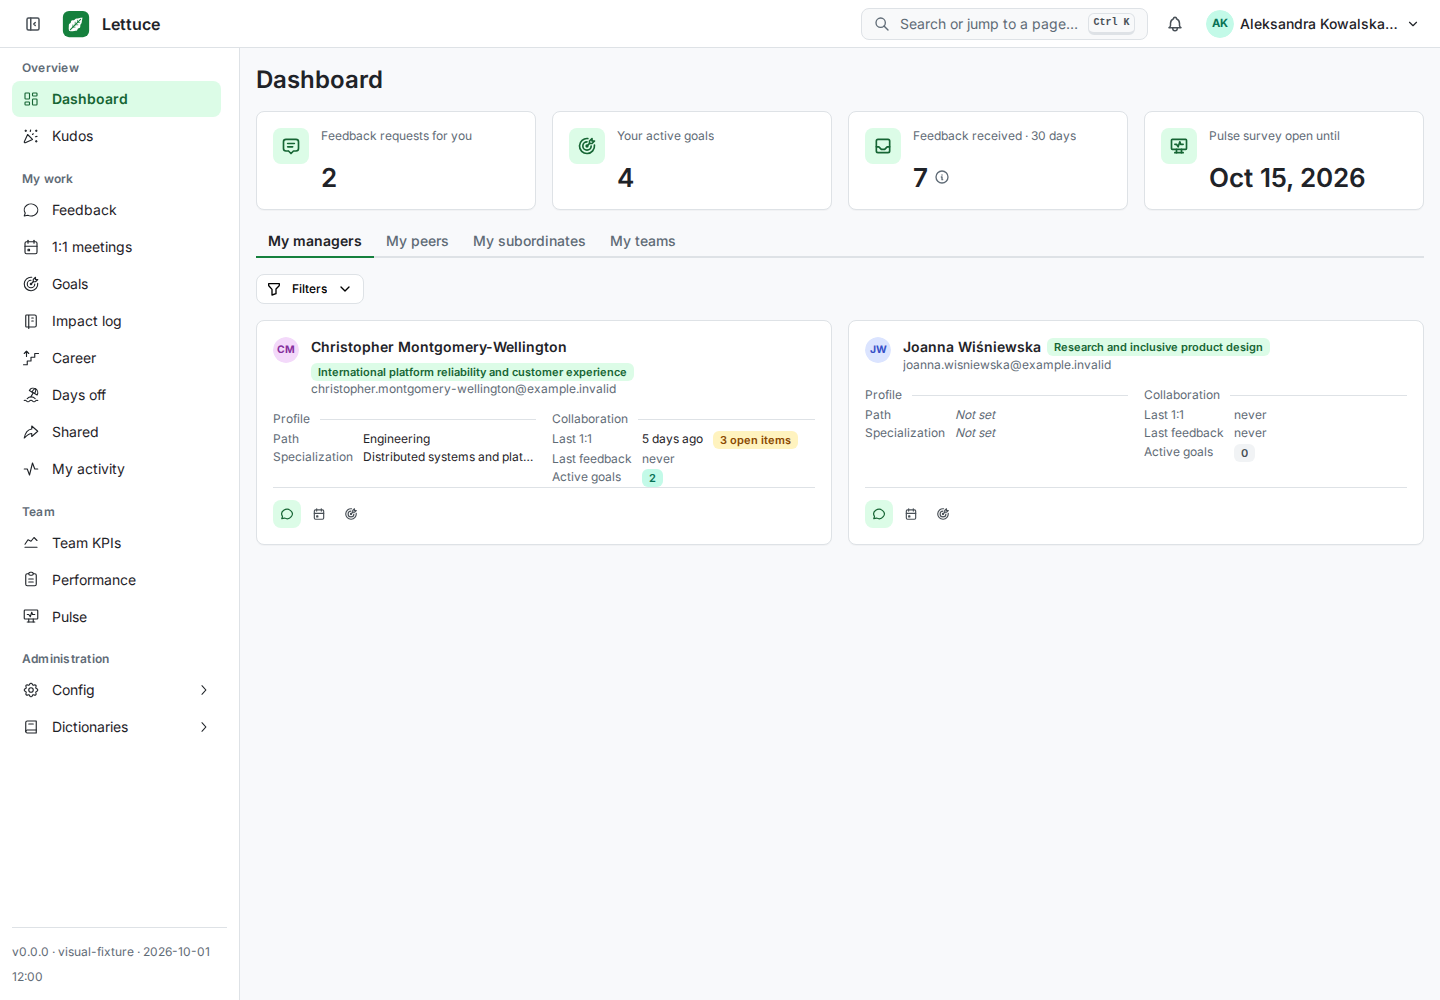 Lettuce
Search or jump to a page...
Ctrl K
AK
Aleksandra Kowalska...
Overview
Dashboard
Kudos
My work
Feedback
1:1 meetings
Goals
Impact log
Career
Days off
Shared
My activity
Team
Team KPIs
Performance
Pulse
Administration
Config
Dictionaries
v0.0.0 · visual-fixture · 2026-10-01
12:00
Dashboard
Feedback requests for you
2
Your active goals
4
Feedback received · 30 days
7
Pulse survey open until
Oct 15, 2026
My managers
My peers
My subordinates
My teams
Filters
CM
Christopher Montgomery-Wellington
International platform reliability and customer experience
christopher.montgomery-wellington@example.invalid
Profile
Path Engineering
Specialization Distributed systems and plat...
Collaboration
Last 1:1 5 days ago 3 open items
Last feedback never
Active goals 2
JW
Joanna Wiśniewska Research and inclusive product design
joanna.wisniewska@example.invalid
Profile
Path Not set
Specialization Not set
Collaboration
Last 1:1 never
Last feedback never
Active goals 0